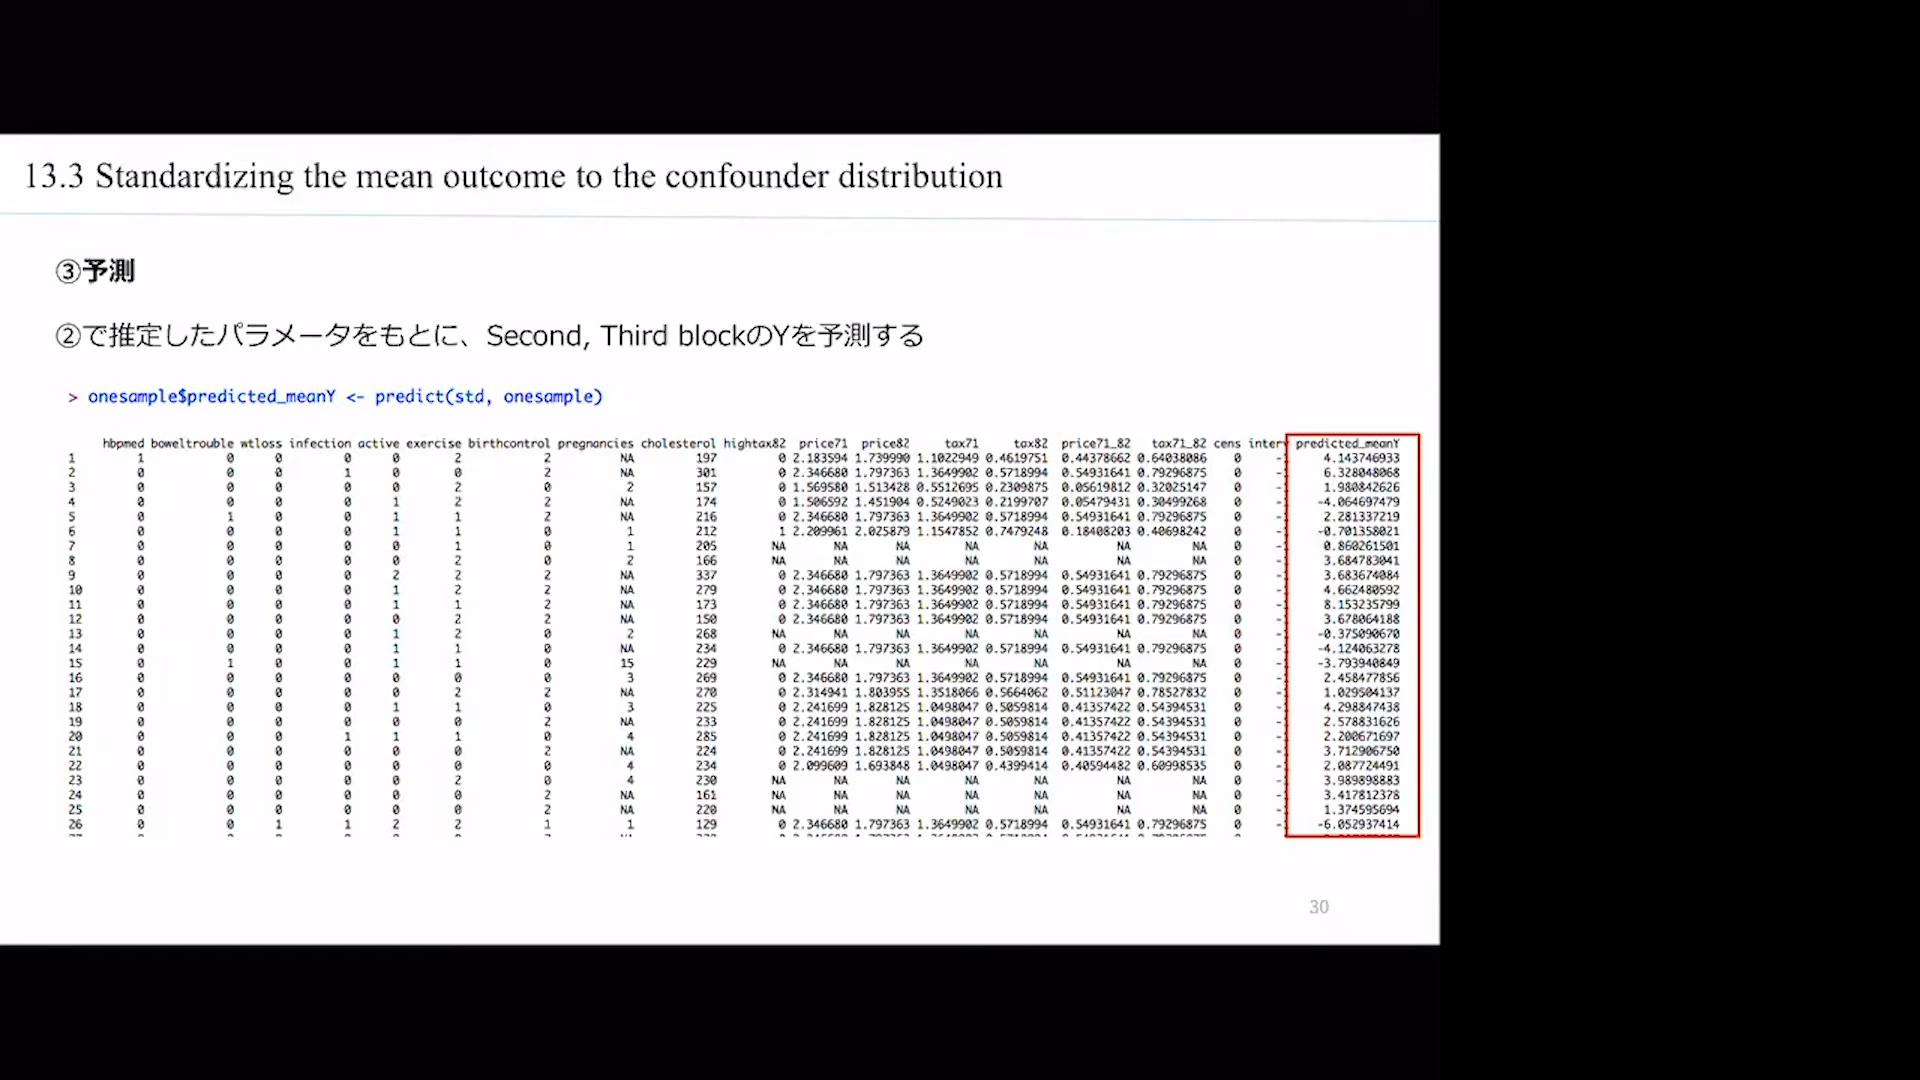 13.3 Standardizing the mean outcome to the confounder distribution
③予測
②で推定したパラメータをもとに、Second, Third blockのYを予測する
> onesample$predicted_meanY <- predict(std, onesample)
hbpmed boweltrouble wtloss infection active exercise birthcontrol pregnancies cholesterol hightax82 price71 price82 tax71 tax82 price71_82 tax71_82 cens interv predicted_meanY
1 1 0 0 0 0 2 2 NA 197 0 2.183594 1.739990 1.1022949 0.4619751 0.44378662 0.64038086 0 -1 4.143746933
2 0 0 0 1 0 0 2 NA 301 0 2.346680 1.797363 1.3649902 0.5718994 0.54931641 0.79296875 0 -1 6.328048068
3 0 0 0 0 0 2 0 2 157 0 1.569580 1.513428 0.5512695 0.2309875 0.05619812 0.32025147 0 -1 1.980842626
4 0 0 0 0 1 2 2 NA 174 0 1.506592 1.451904 0.5249023 0.2199707 0.05479431 0.30499268 0 -1 -4.064697479
5 0 1 0 0 1 1 2 NA 216 0 2.346680 1.797363 1.3649902 0.5718994 0.54931641 0.79296875 0 -1 2.281337219
6 0 0 0 0 1 1 0 1 212 1 2.209961 2.025879 1.1547852 0.7479248 0.18408203 0.40698242 0 -1 -0.701358021
7 0 0 0 0 0 1 0 1 205 NA NA NA NA NA NA NA 0 -1 0.860261501
8 0 0 0 0 0 2 0 2 166 NA NA NA NA NA NA NA 0 -1 3.684783041
9 0 0 0 0 2 2 2 NA 337 0 2.346680 1.797363 1.3649902 0.5718994 0.54931641 0.79296875 0 -1 3.683674084
10 0 0 0 0 1 2 2 NA 279 0 2.346680 1.797363 1.3649902 0.5718994 0.54931641 0.79296875 0 -1 4.662480592
11 0 0 0 0 1 1 2 NA 173 0 2.346680 1.797363 1.3649902 0.5718994 0.54931641 0.79296875 0 -1 8.153235799
12 0 0 0 0 0 2 2 NA 150 0 2.346680 1.797363 1.3649902 0.5718994 0.54931641 0.79296875 0 -1 3.678064188
13 0 0 0 0 1 2 0 2 268 NA NA NA NA NA NA NA 0 -1 -0.375090670
14 0 0 0 0 1 1 0 NA 234 0 2.346680 1.797363 1.3649902 0.5718994 0.54931641 0.79296875 0 -1 -4.124063278
15 0 1 0 0 1 1 0 15 229 NA NA NA NA NA NA NA 0 -1 -3.793940849
16 0 0 0 0 0 0 0 3 269 0 2.346680 1.797363 1.3649902 0.5718994 0.54931641 0.79296875 0 -1 2.458477856
17 0 0 0 0 0 2 2 NA 270 0 2.314941 1.803955 1.3518066 0.5664062 0.51123047 0.78527832 0 -1 1.029504137
18 0 0 0 0 1 1 0 3 225 0 2.241699 1.828125 1.0498047 0.5059814 0.41357422 0.54394531 0 -1 4.298847438
19 0 0 0 0 0 0 2 NA 233 0 2.241699 1.828125 1.0498047 0.5059814 0.41357422 0.54394531 0 -1 2.578831626
20 0 0 0 1 1 1 0 4 285 0 2.241699 1.828125 1.0498047 0.5059814 0.41357422 0.54394531 0 -1 2.200671697
21 0 0 0 0 0 0 2 NA 224 0 2.241699 1.828125 1.0498047 0.5059814 0.41357422 0.54394531 0 -1 3.712906750
22 0 0 0 0 0 0 0 4 234 0 2.099609 1.693848 1.0498047 0.4399414 0.40594482 0.60998535 0 -1 2.087724491
23 0 0 0 0 0 2 0 4 230 NA NA NA NA NA NA NA 0 -1 3.989898883
24 0 0 0 0 0 0 2 NA 161 NA NA NA NA NA NA NA 0 -1 3.417812378
25 0 0 0 0 0 0 2 NA 220 NA NA NA NA NA NA NA 0 -1 1.374595694
26 0 0 1 1 2 2 1 1 129 0 2.346680 1.797363 1.3649902 0.5718994 0.54931641 0.79296875 0 -1 -6.052937414
30